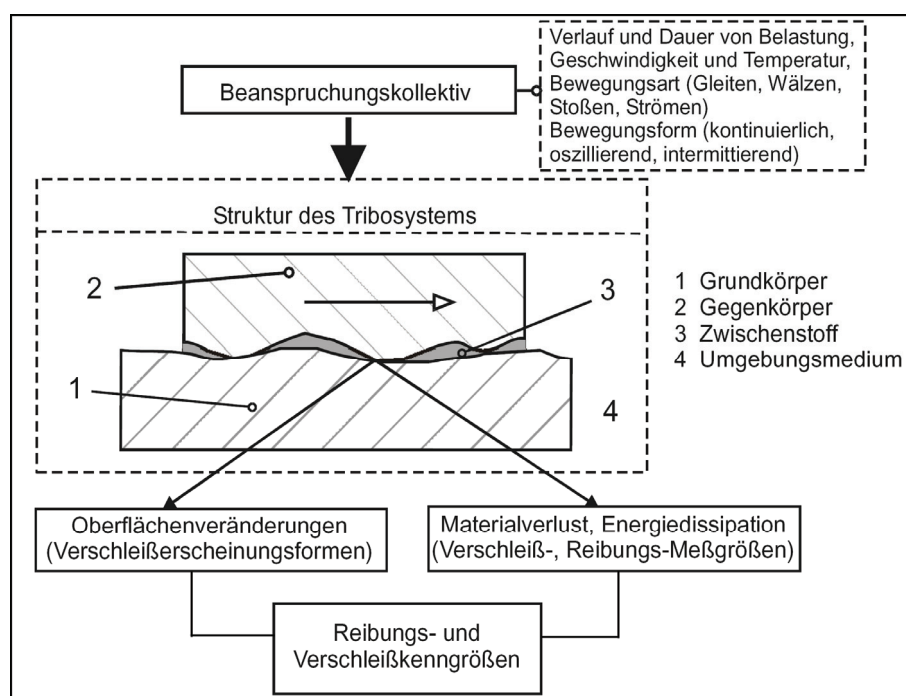 Beanspruchungskollektiv
Verlauf und Dauer von Belastung,
Geschwindigkeit und Temperatur,
Bewegungsart (Gleiten, Wälzen,
Stoßen, Strömen)
Bewegungsform (kontinuierlich,
oszillierend, intermittierend)
Struktur des Tribosystems
2
3
1
4
1 Grundkörper
2 Gegenkörper
3 Zwischenstoff
4 Umgebungsmedium
Oberflächenveränderungen
(Verschleißerscheinungsformen)
Materialverlust, Energiedissipation
(Verschleiß-, Reibungs-Meßgrößen)
Reibungs- und
Verschleißkenngrößen